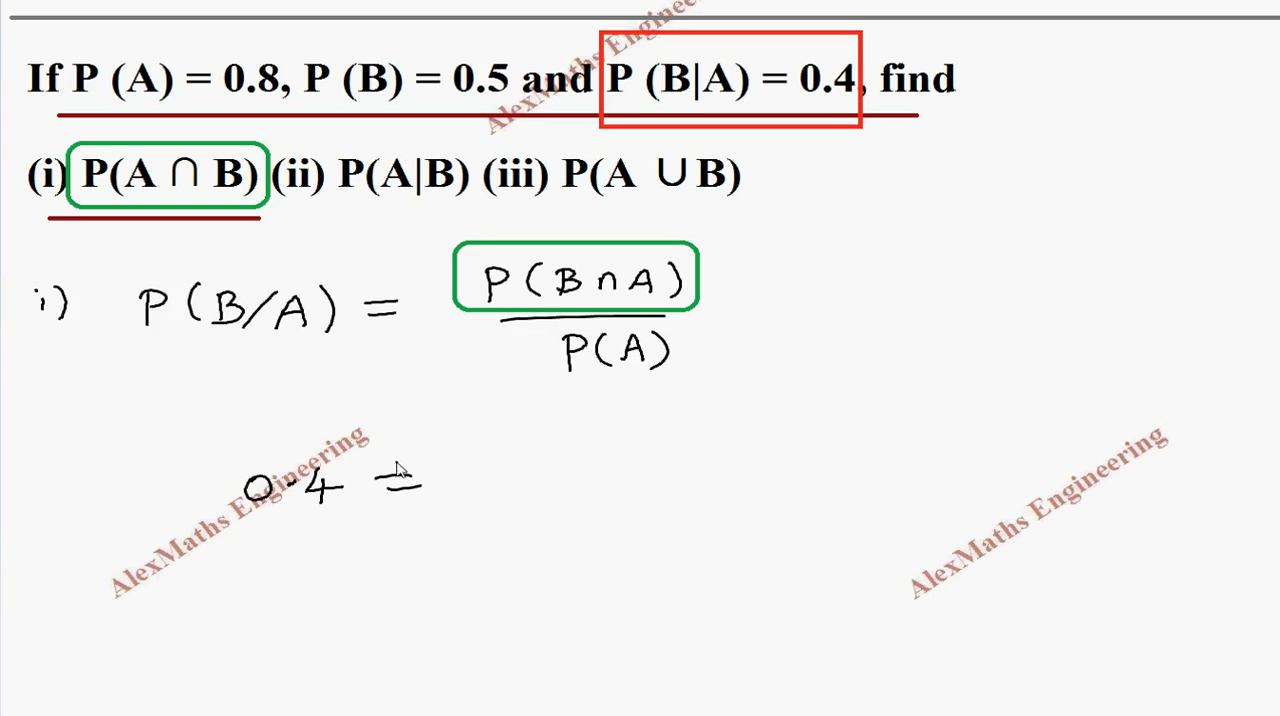 AlexMaths Engineering
If P (A) = 0.8, P (B) = 0.5 and P (B|A) = 0.4, find
(i) P(A ∩ B) (ii) P(A|B) (iii) P(A ∪ B)
i) P(B/A) = P(B∩A)
P(A)
0.4 =
AlexMaths Engineering
AlexMaths Engineering